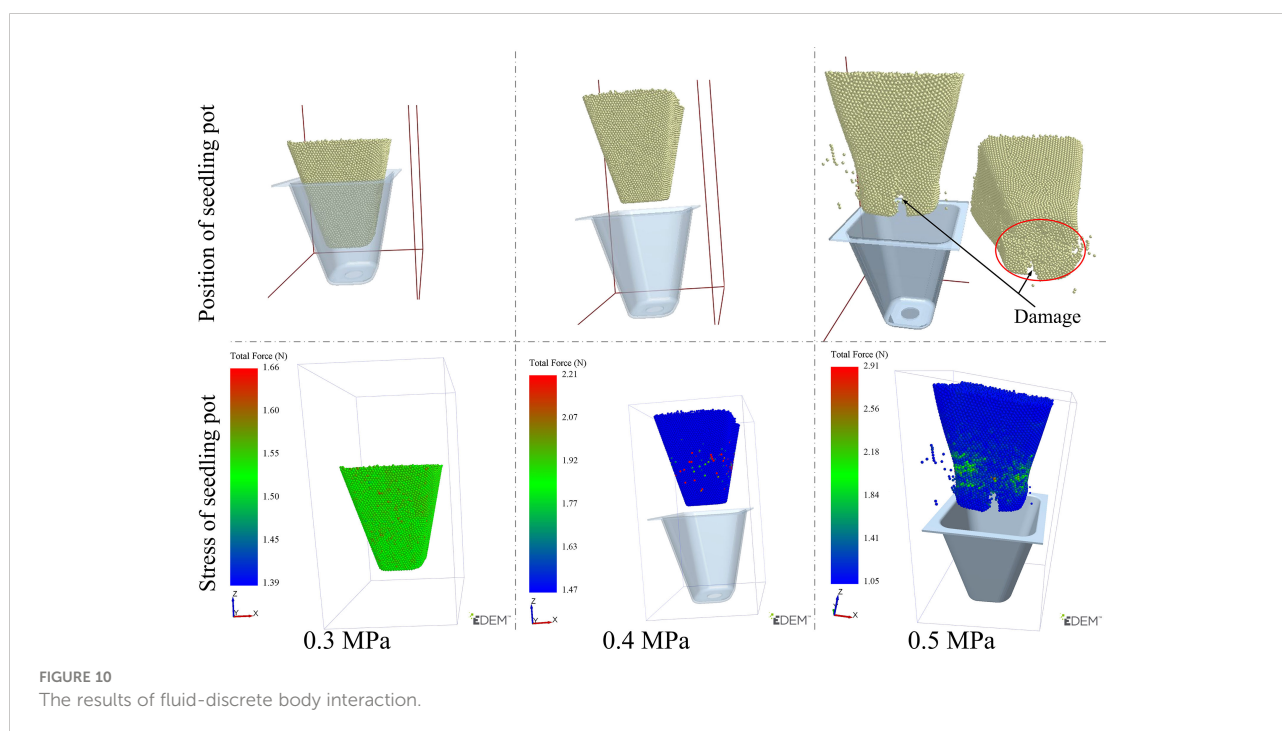 Position of seedling pot
Damage
Stress of seedling pot
Total Force (N)
1.66
1.60
1.55
1.50
1.45
1.39
Z
Y X
EDEM™
0.3 MPa
Total Force (N)
2.21
2.07
1.92
1.77
1.63
1.47
Z
Y X
EDEM™
0.4 MPa
Total Force (N)
2.91
2.56
2.18
1.84
1.41
1.05
Z
Y X
EDEM™
0.5 MPa
FIGURE 10
The results of fluid-discrete body interaction.